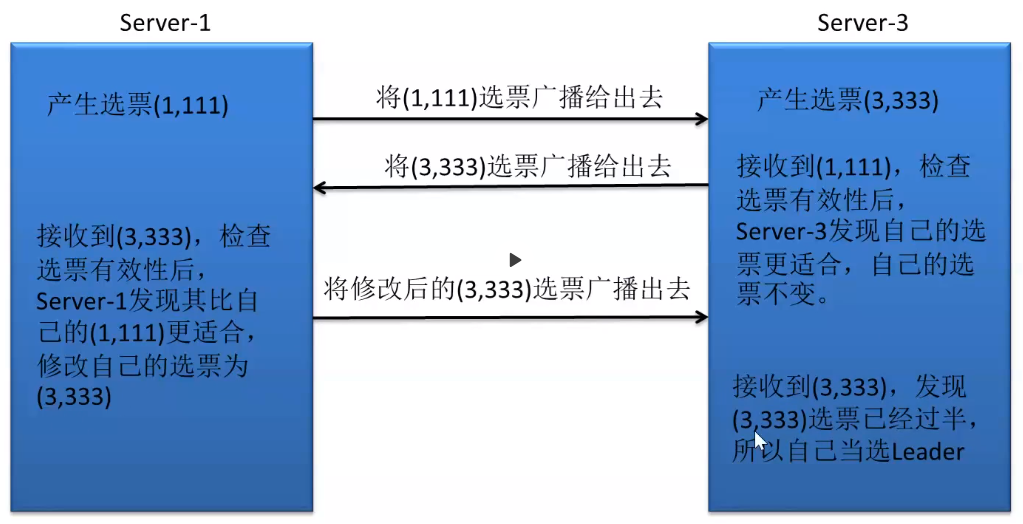 Server-1
Server-3
产生选票(1,111)
将(1,111)选票广播给出去
产生选票(3,333)
将(3,333)选票广播给出去
接收到(1,111)，检查
选票有效性后，
Server-3发现自己的选
票更适合，自己的选
票不变。
接收到(3,333)，检查
选票有效性后，
Server-1发现其比自
己的(1,111)更适合，
修改自己的选票为
(3,333)
将修改后的(3,333)选票广播出去
接收到(3,333)，发现
(3,333)选票已经过半，
所以自己当选Leader